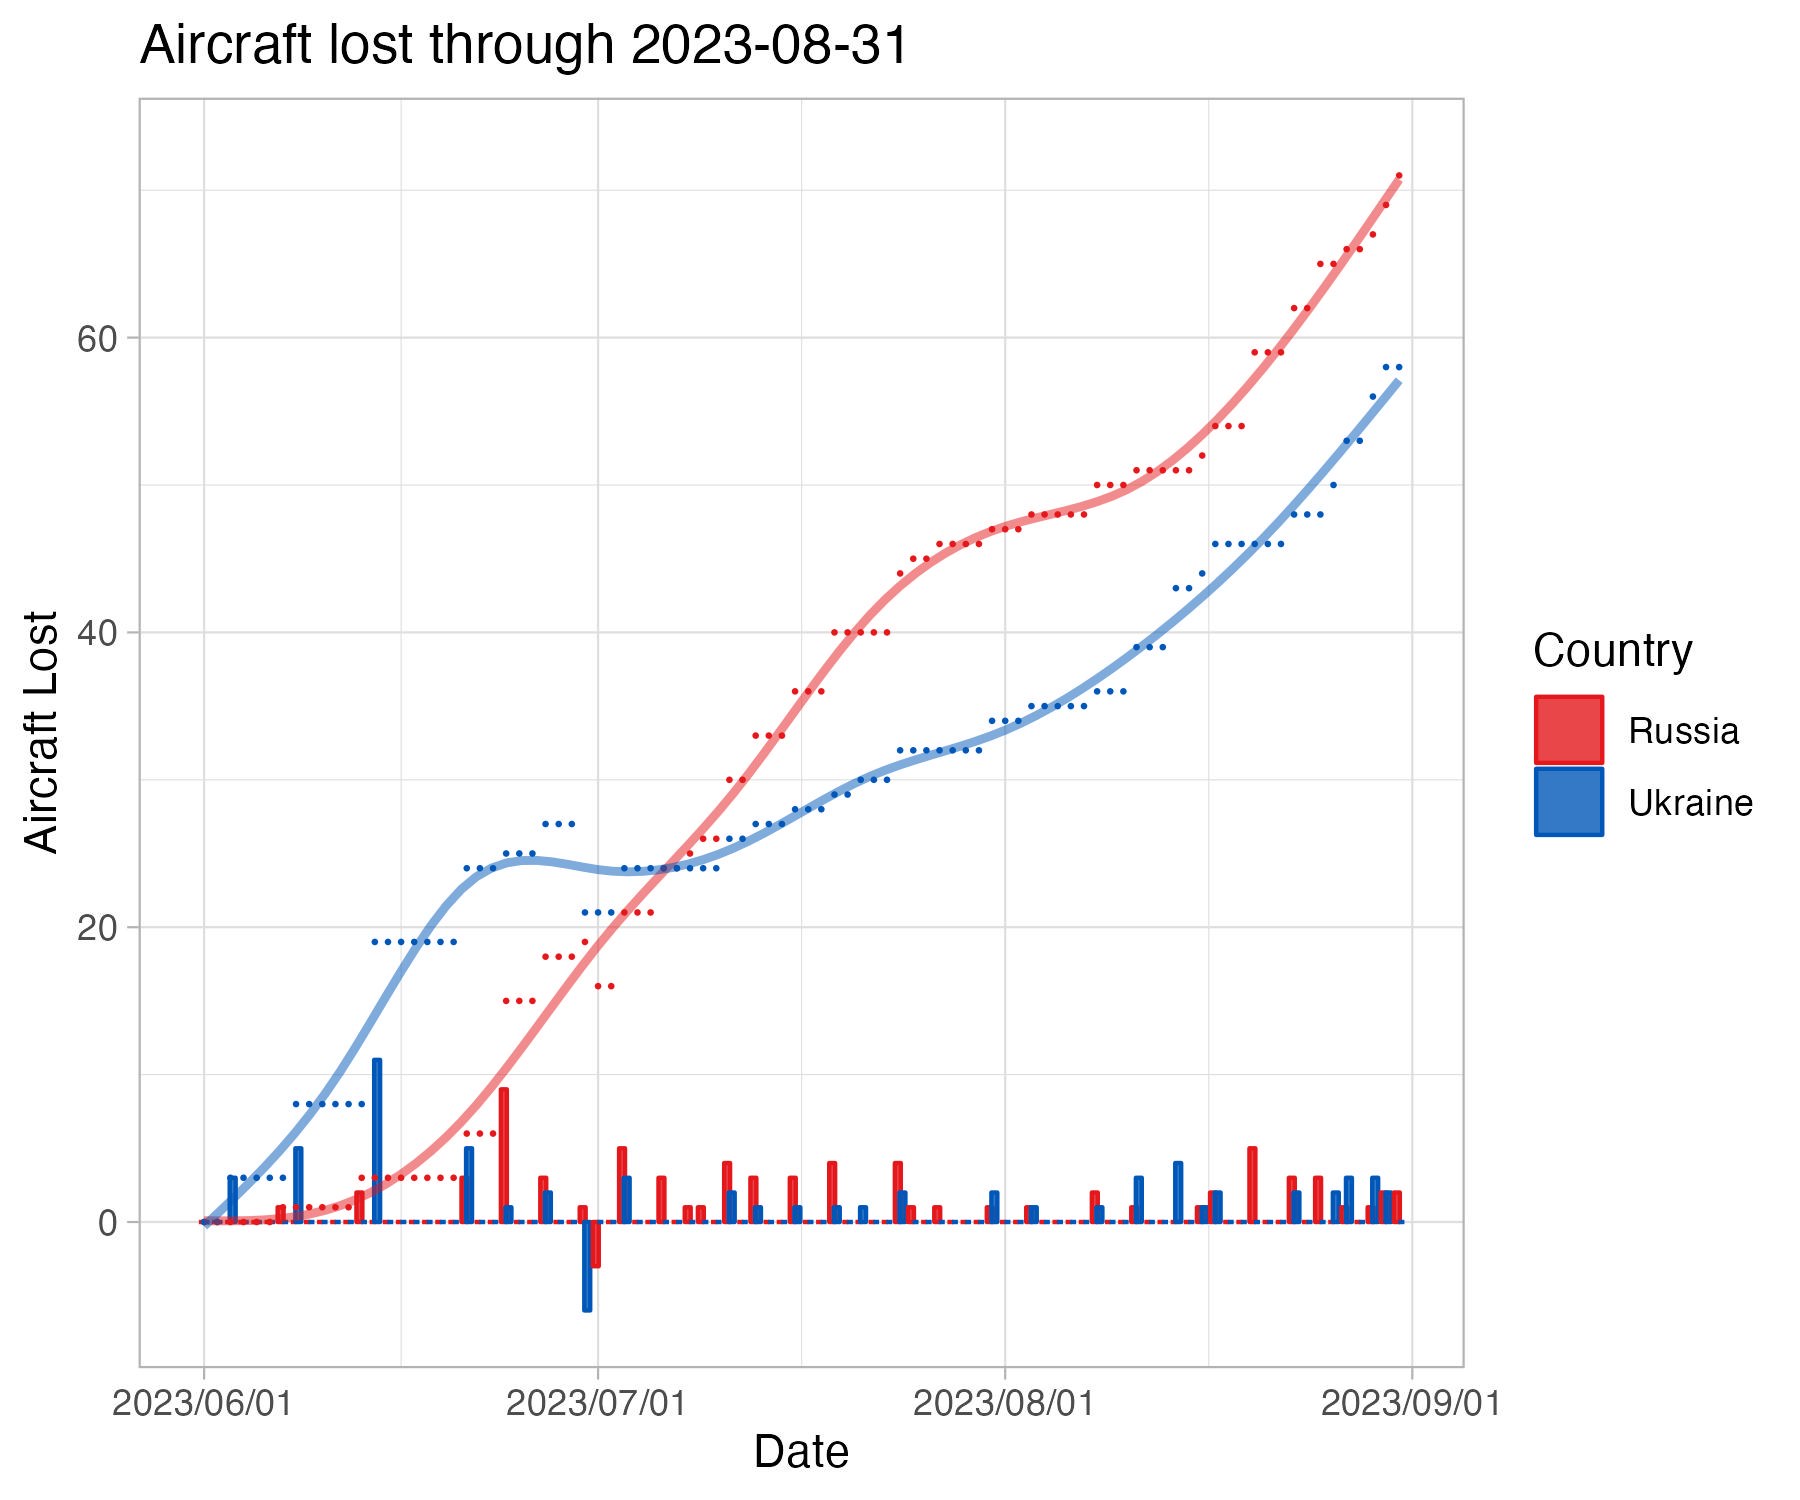 Aircraft lost through 2023-08-31
Aircraft Lost
60
40
20
0
2023/06/01
2023/07/01
2023/08/01
2023/09/01
Date
Country
Russia
Ukraine